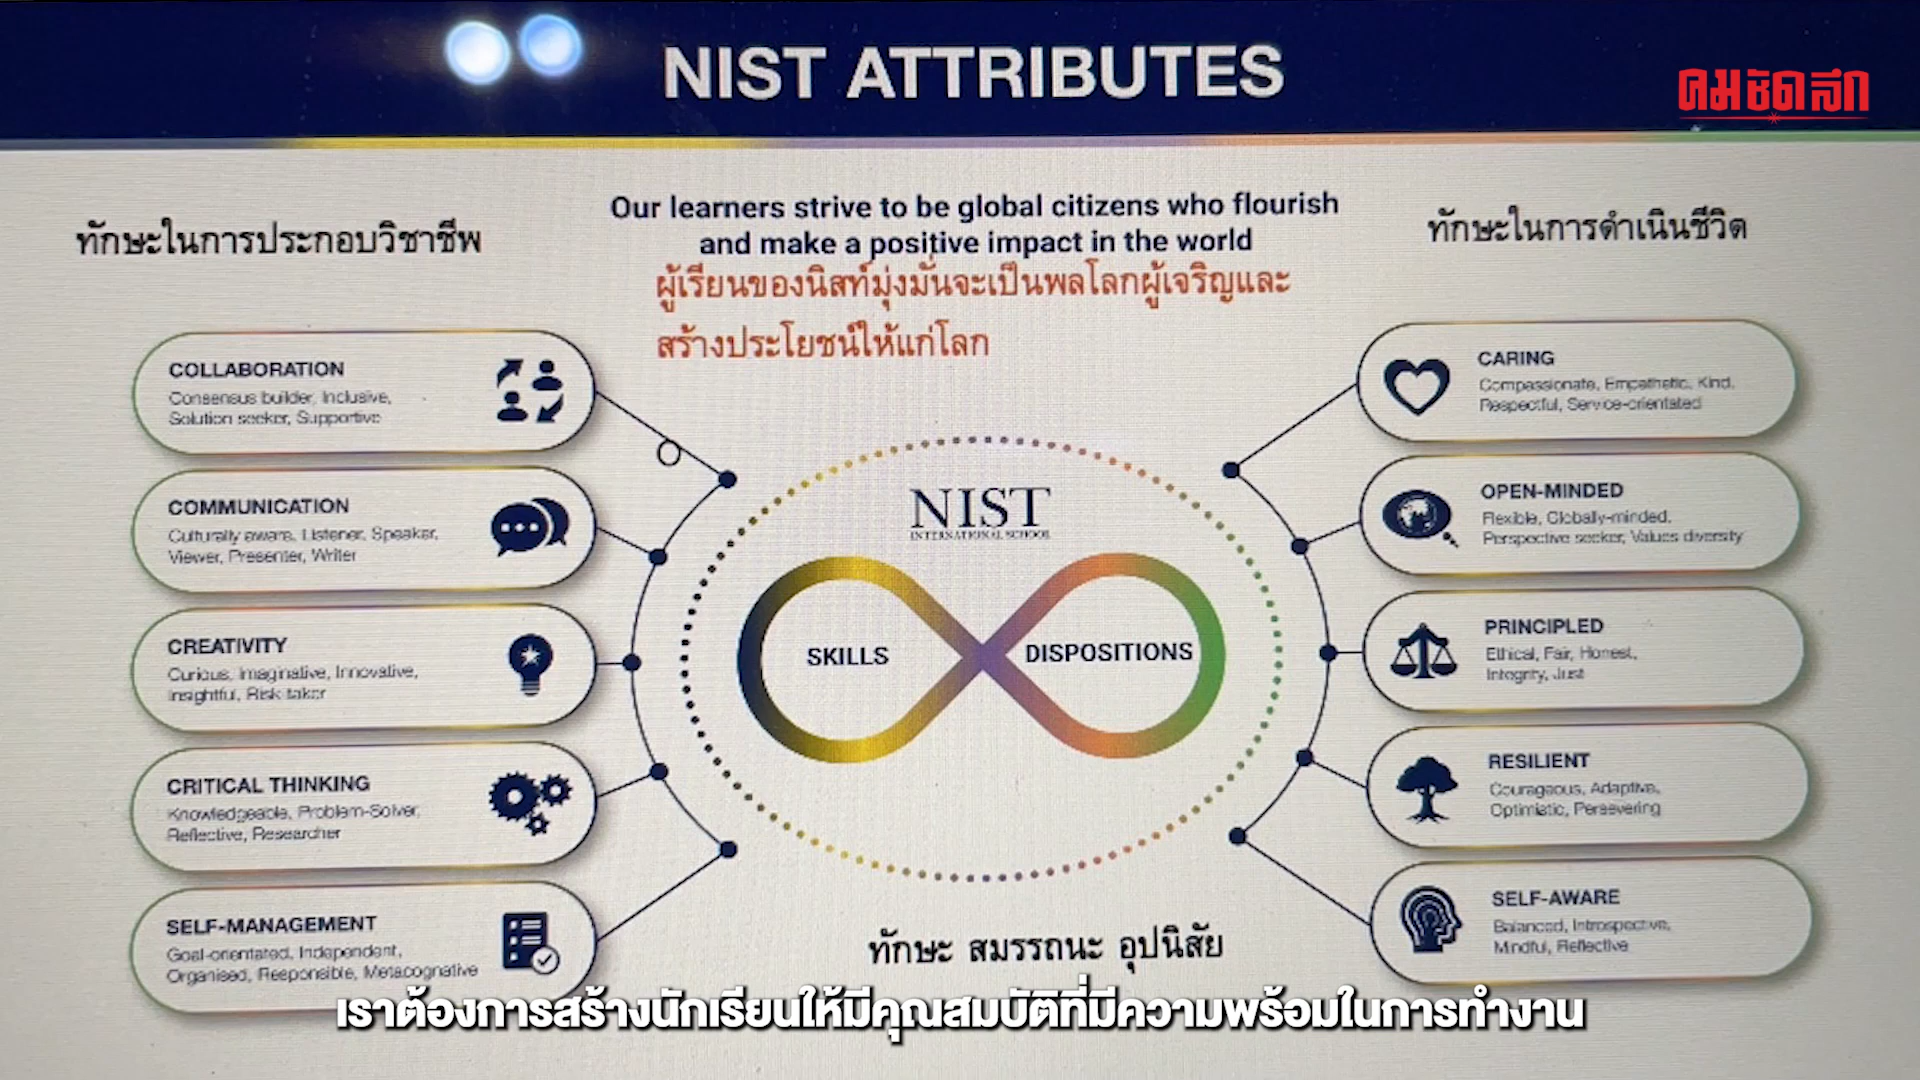 NIST ATTRIBUTES
คมชัดลึก
Our learners strive to be global citizens who flourish
and make a positive impact in the world
ผู้เรียนของนิสท์มุ่งมั่นจะเป็นพลโลกผู้เจริญและ
สร้างประโยชน์ให้แก่โลก
ทักษะในการประกอบวิชาชีพ
COLLABORATION
Consensus builder, Inclusive,
Solution seeker, Supportive
COMMUNICATION
Culturally aware, Listener, Speaker,
Viewer, Presenter, Writer
CREATIVITY
Curious, Imaginative, Innovative,
Insightful, Risk-taker
CRITICAL THINKING
Knowledgeable, Problem-Solver,
Reflective, Researcher
SELF-MANAGEMENT
Goal-orientated, Independent,
Organised, Responsible, Metacognative
NIST
INTERNATIONAL SCHOOL
SKILLS
DISPOSITIONS
ทักษะในการดำเนินชีวิต
CARING
Compassionate, Empathetic, Kind,
Respectful, Service-orientated
OPEN-MINDED
Flexible, Globally-minded,
Perspective seeker, Values diversity
PRINCIPLED
Ethical, Fair, Honest,
Integrity, Just
RESILIENT
Courageous, Adaptive,
Optimistic, Persevering
SELF-AWARE
Balanced, Introspective,
Mindful, Reflective
ทักษะ สมรรถนะ อุปนิสัย
เราต้องการสร้างนักเรียนให้มีคุณสมบัติที่มีความพร้อมในการทำงาน